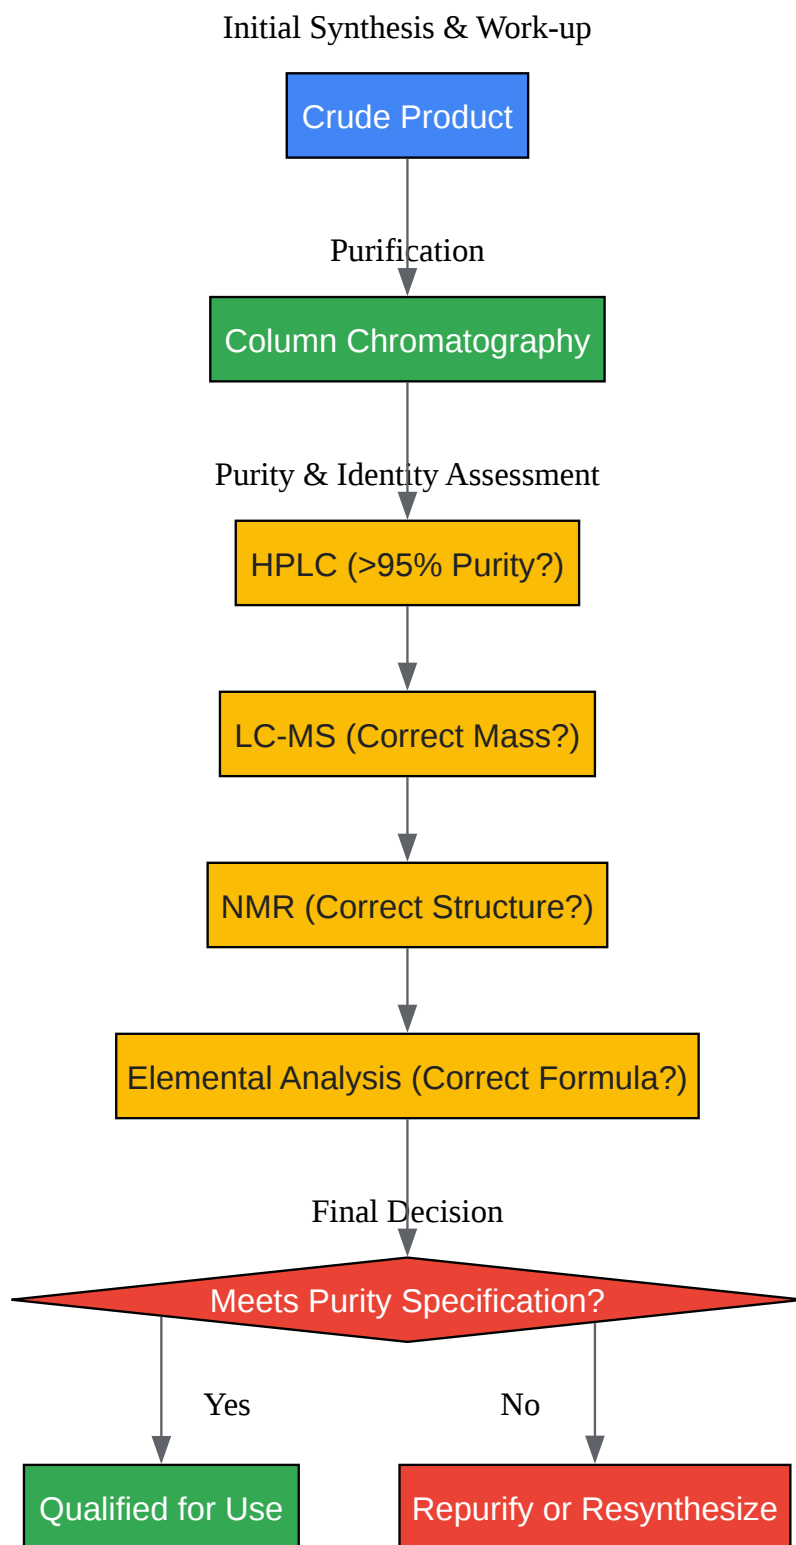 Initial Synthesis & Work-up
Crude Product
Purification
Column Chromatography
Purity & Identity Assessment
HPLC (>95% Purity?)
LC-MS (Correct Mass?)
NMR (Correct Structure?)
Elemental Analysis (Correct Formula?)
Final Decision
Meets Purity Specification?
Yes
No
Qualified for Use
Repurify or Resynthesize